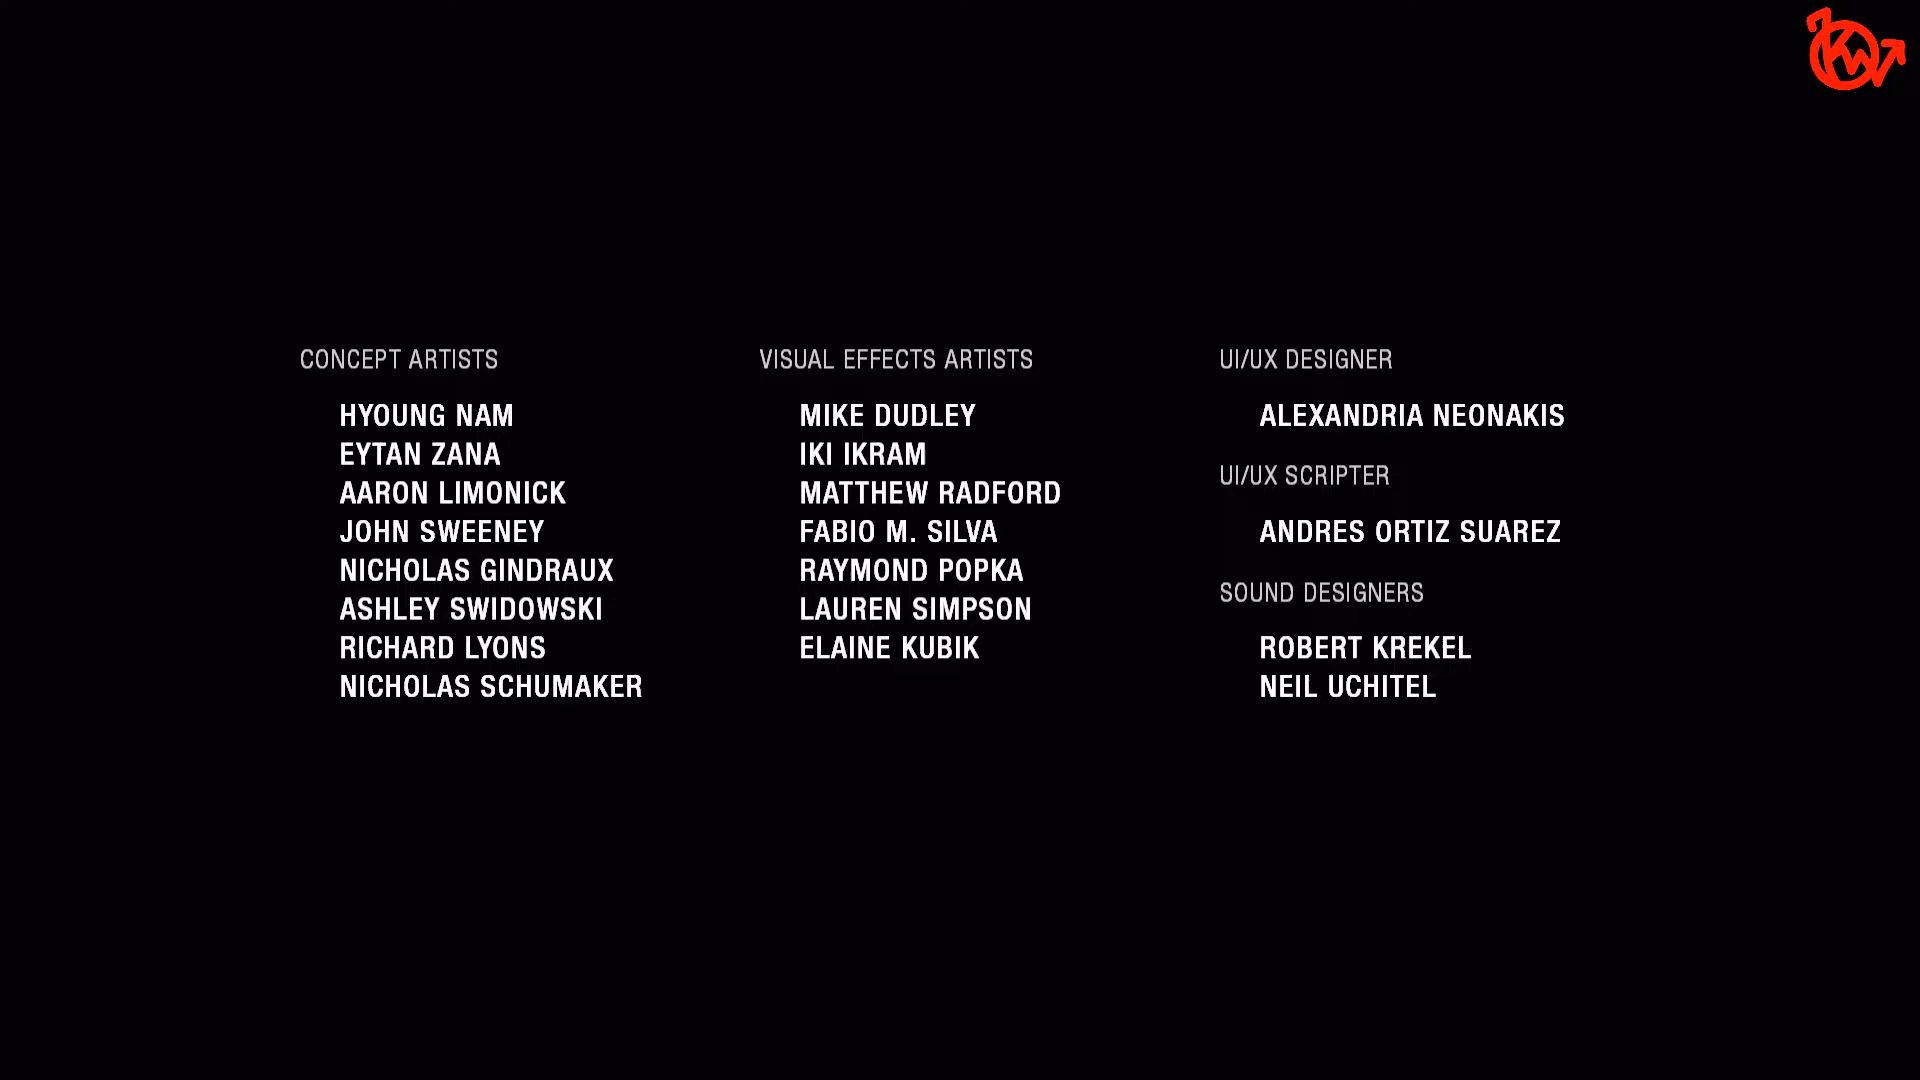 CONCEPT ARTISTS
HYOUNG NAM
EYTAN ZANA
AARON LIMONICK
JOHN SWEENEY
NICHOLAS GINDRAUX
ASHLEY SWIDOWSKI
RICHARD LYONS
NICHOLAS SCHUMAKER
VISUAL EFFECTS ARTISTS
MIKE DUDLEY
IKI IKRAM
MATTHEW RADFORD
FABIO M. SILVA
RAYMOND POPKA
LAUREN SIMPSON
ELAINE KUBIK
UI/UX DESIGNER
ALEXANDRIA NEONAKIS
UI/UX SCRIPTER
ANDRES ORTIZ SUAREZ
SOUND DESIGNERS
ROBERT KREKEL
NEIL UCHITEL
KW